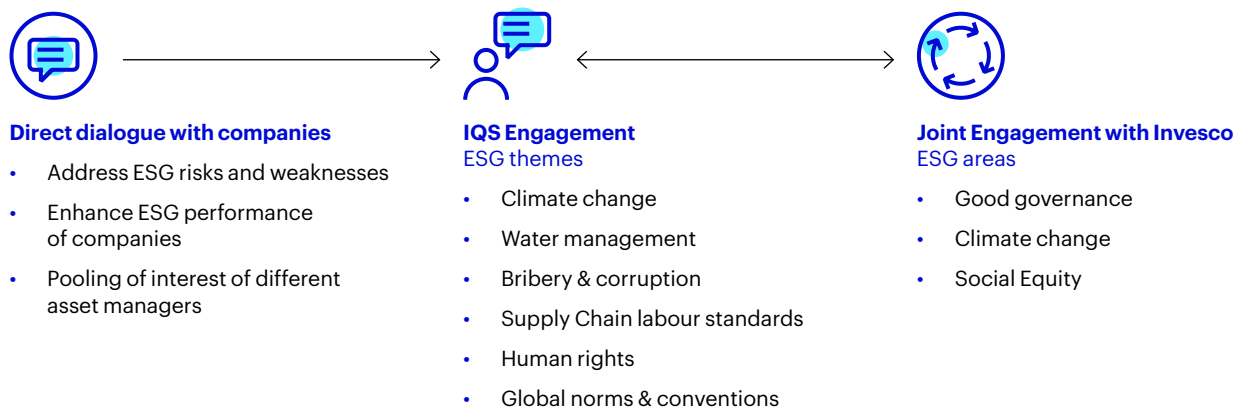 Direct dialogue with companies
• Address ESG risks and weaknesses
• Enhance ESG performance
of companies
• Pooling of interest of different
asset managers
IQS Engagement
ESG themes
• Climate change
• Water management
• Bribery & corruption
• Supply Chain labour standards
• Human rights
• Global norms & conventions
Joint Engagement with Invesco
ESG areas
• Good governance
• Climate change
• Social Equity